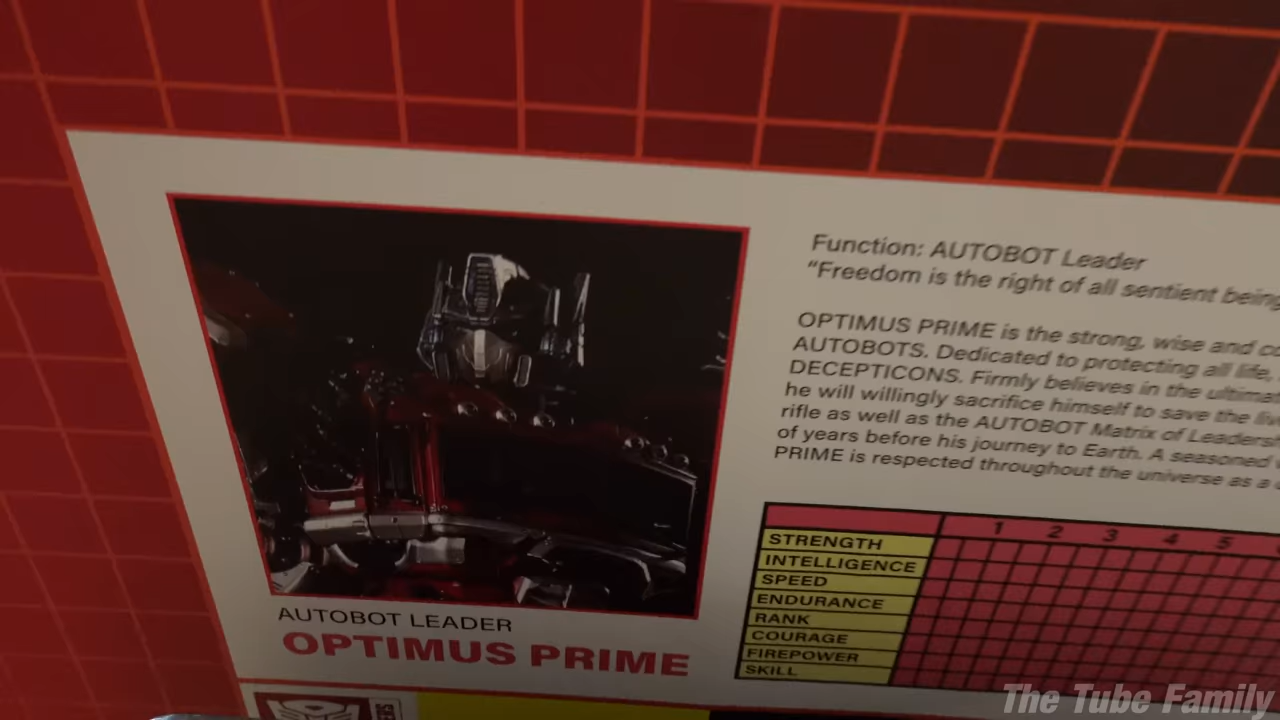 Function: AUTOBOT Leader
"Freedom is the right of all sentient being
OPTIMUS PRIME is the strong, wise and
AUTOBOTS. Dedicated to protecting all life,
DECEPTICONS. Firmly believes in the
he will willingly sacrifice himself to save the
rifle as well as the AUTOBOT Matrix of
of years before his journey to Earth. A seasoned
PRIME is respected throughout the universe as a
1 2 3 4 5
STRENGTH
INTELLIGENCE
SPEED
ENDURANCE
RANK
COURAGE
FIREPOWER
SKILL
AUTOBOT LEADER
OPTIMUS PRIME
The Tube Family